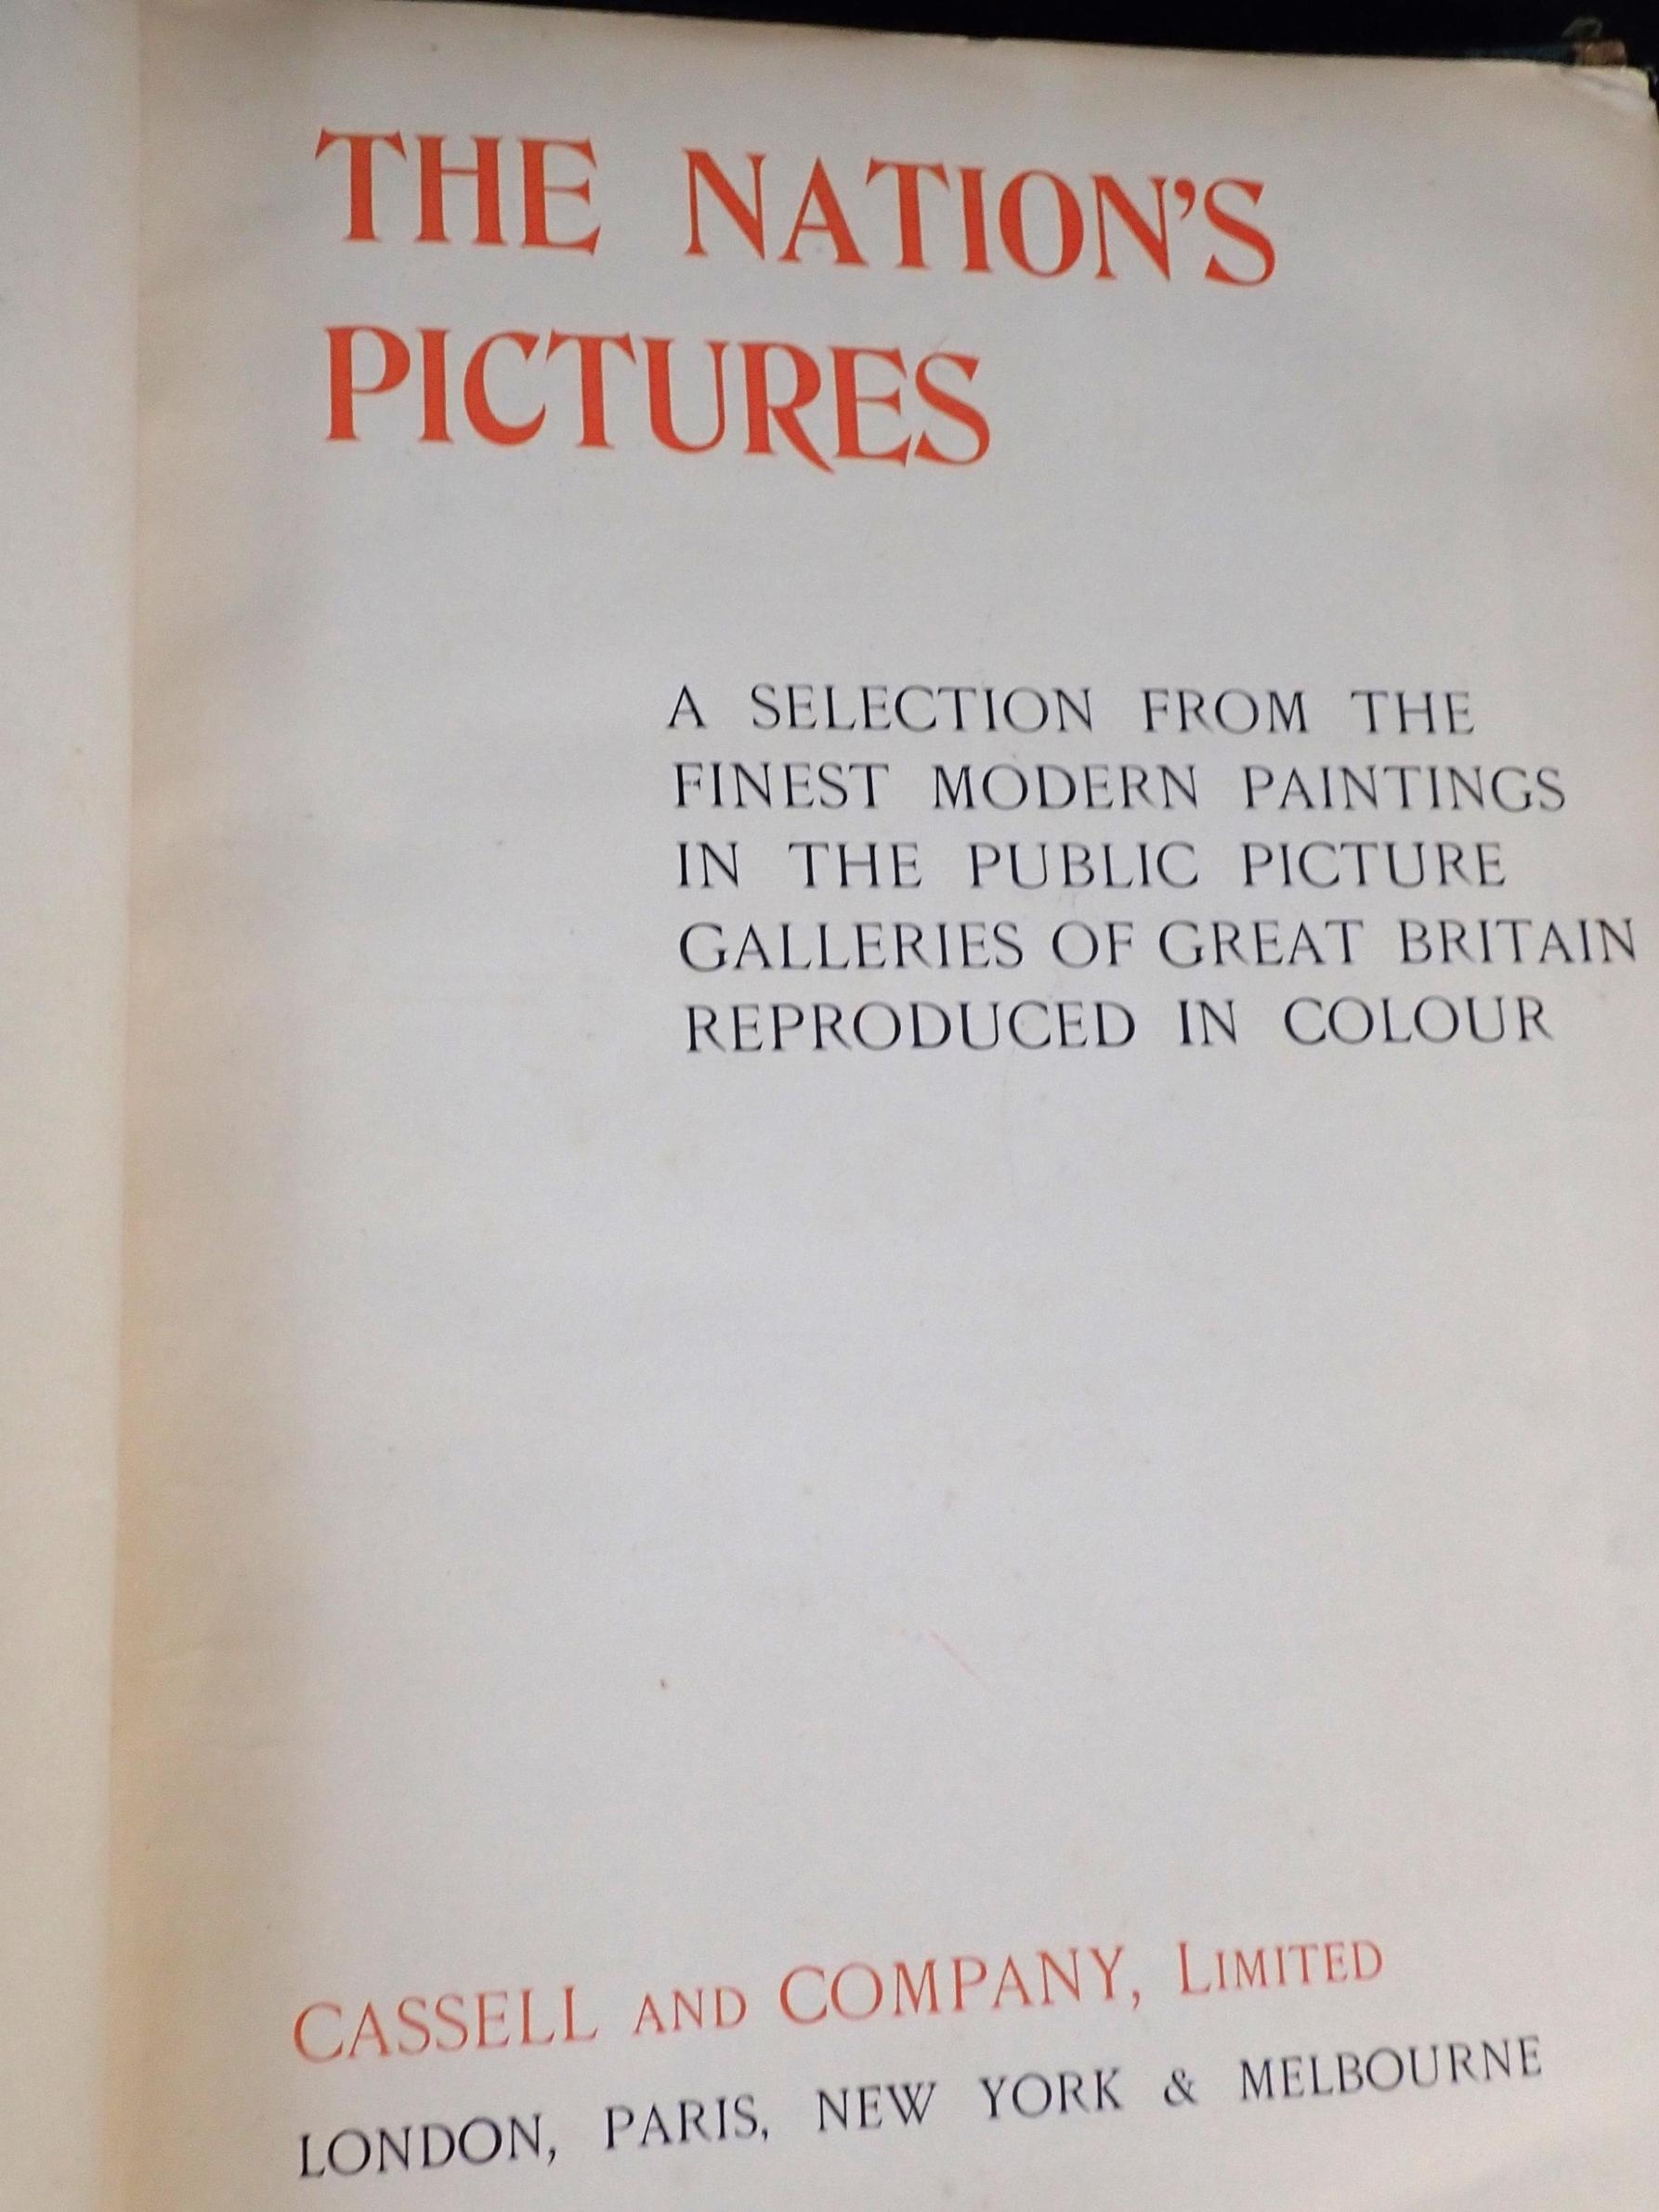 THE NATION'S
PICTURES
A SELECTION FROM THE
FINEST MODERN PAINTINGS
IN THE PUBLIC PICTURE
GALLERIES OF GREAT BRITAIN
REPRODUCED IN COLOUR
CASSELL AND COMPANY, LIMITED
LONDON, PARIS, NEW YORK & MELBOURNE